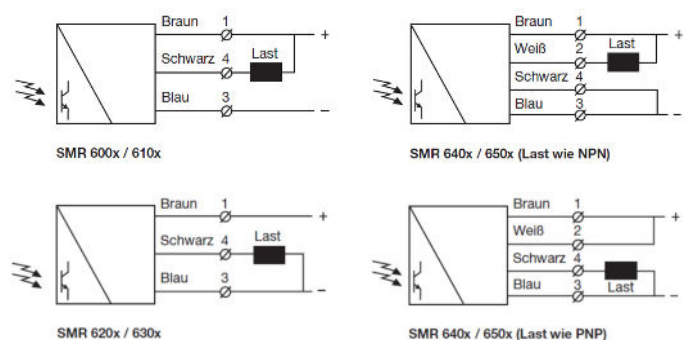 Braun 1
+
Schwarz 4 Last
Blau 3
−
SMR 600x / 610x
Braun 1
+
Weiß 2 Last
Schwarz 4
Blau 3
−
SMR 640x / 650x (Last wie NPN)
Braun 1
+
Schwarz 4 Last
Blau 3
−
SMR 620x / 630x
Braun 1
+
Weiß 2
Schwarz 4
Blau 3 Last
−
SMR 640x / 650x (Last wie PNP)